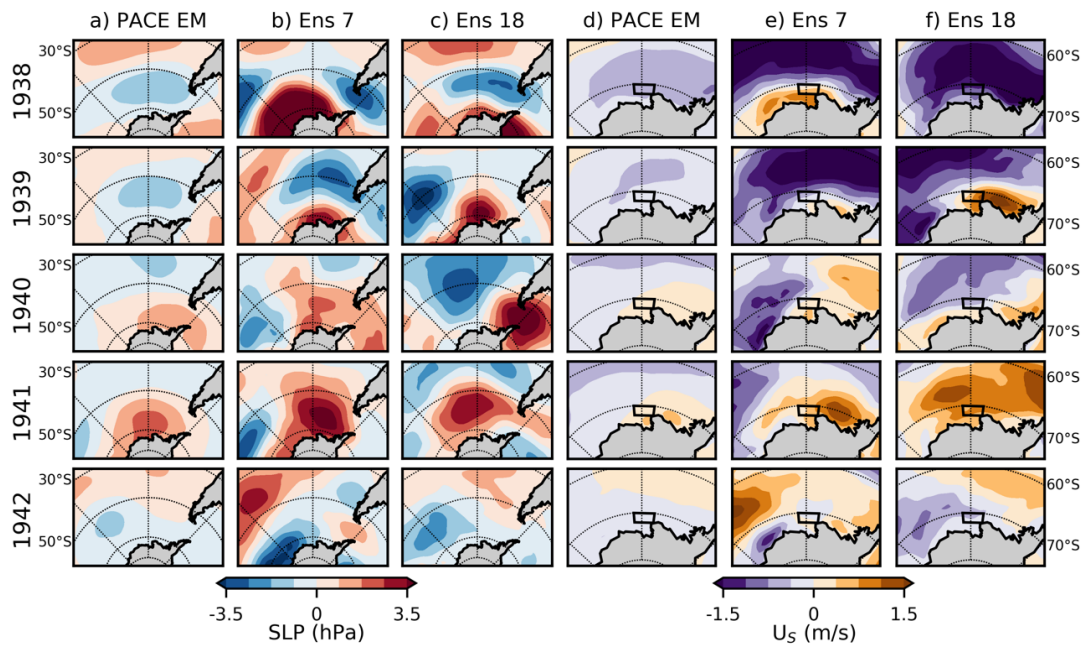 a) PACE EM b) Ens 7 c) Ens 18 d) PACE EM e) Ens 7 f) Ens 18
1938
30°S
50°S
60°S
70°S
1939
30°S
50°S
60°S
70°S
1940
30°S
50°S
60°S
70°S
1941
30°S
50°S
60°S
70°S
1942
30°S
50°S
60°S
70°S
-3.5 0 3.5
SLP (hPa)
-1.5 0 1.5
U_S (m/s)